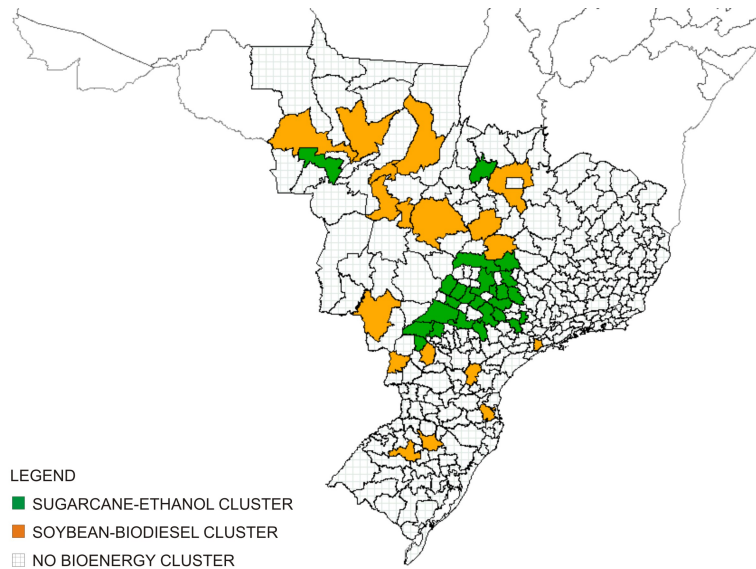 LEGEND
SUGARCANE-ETHANOL CLUSTER
SOYBEAN-BIODIESEL CLUSTER
NO BIOENERGY CLUSTER